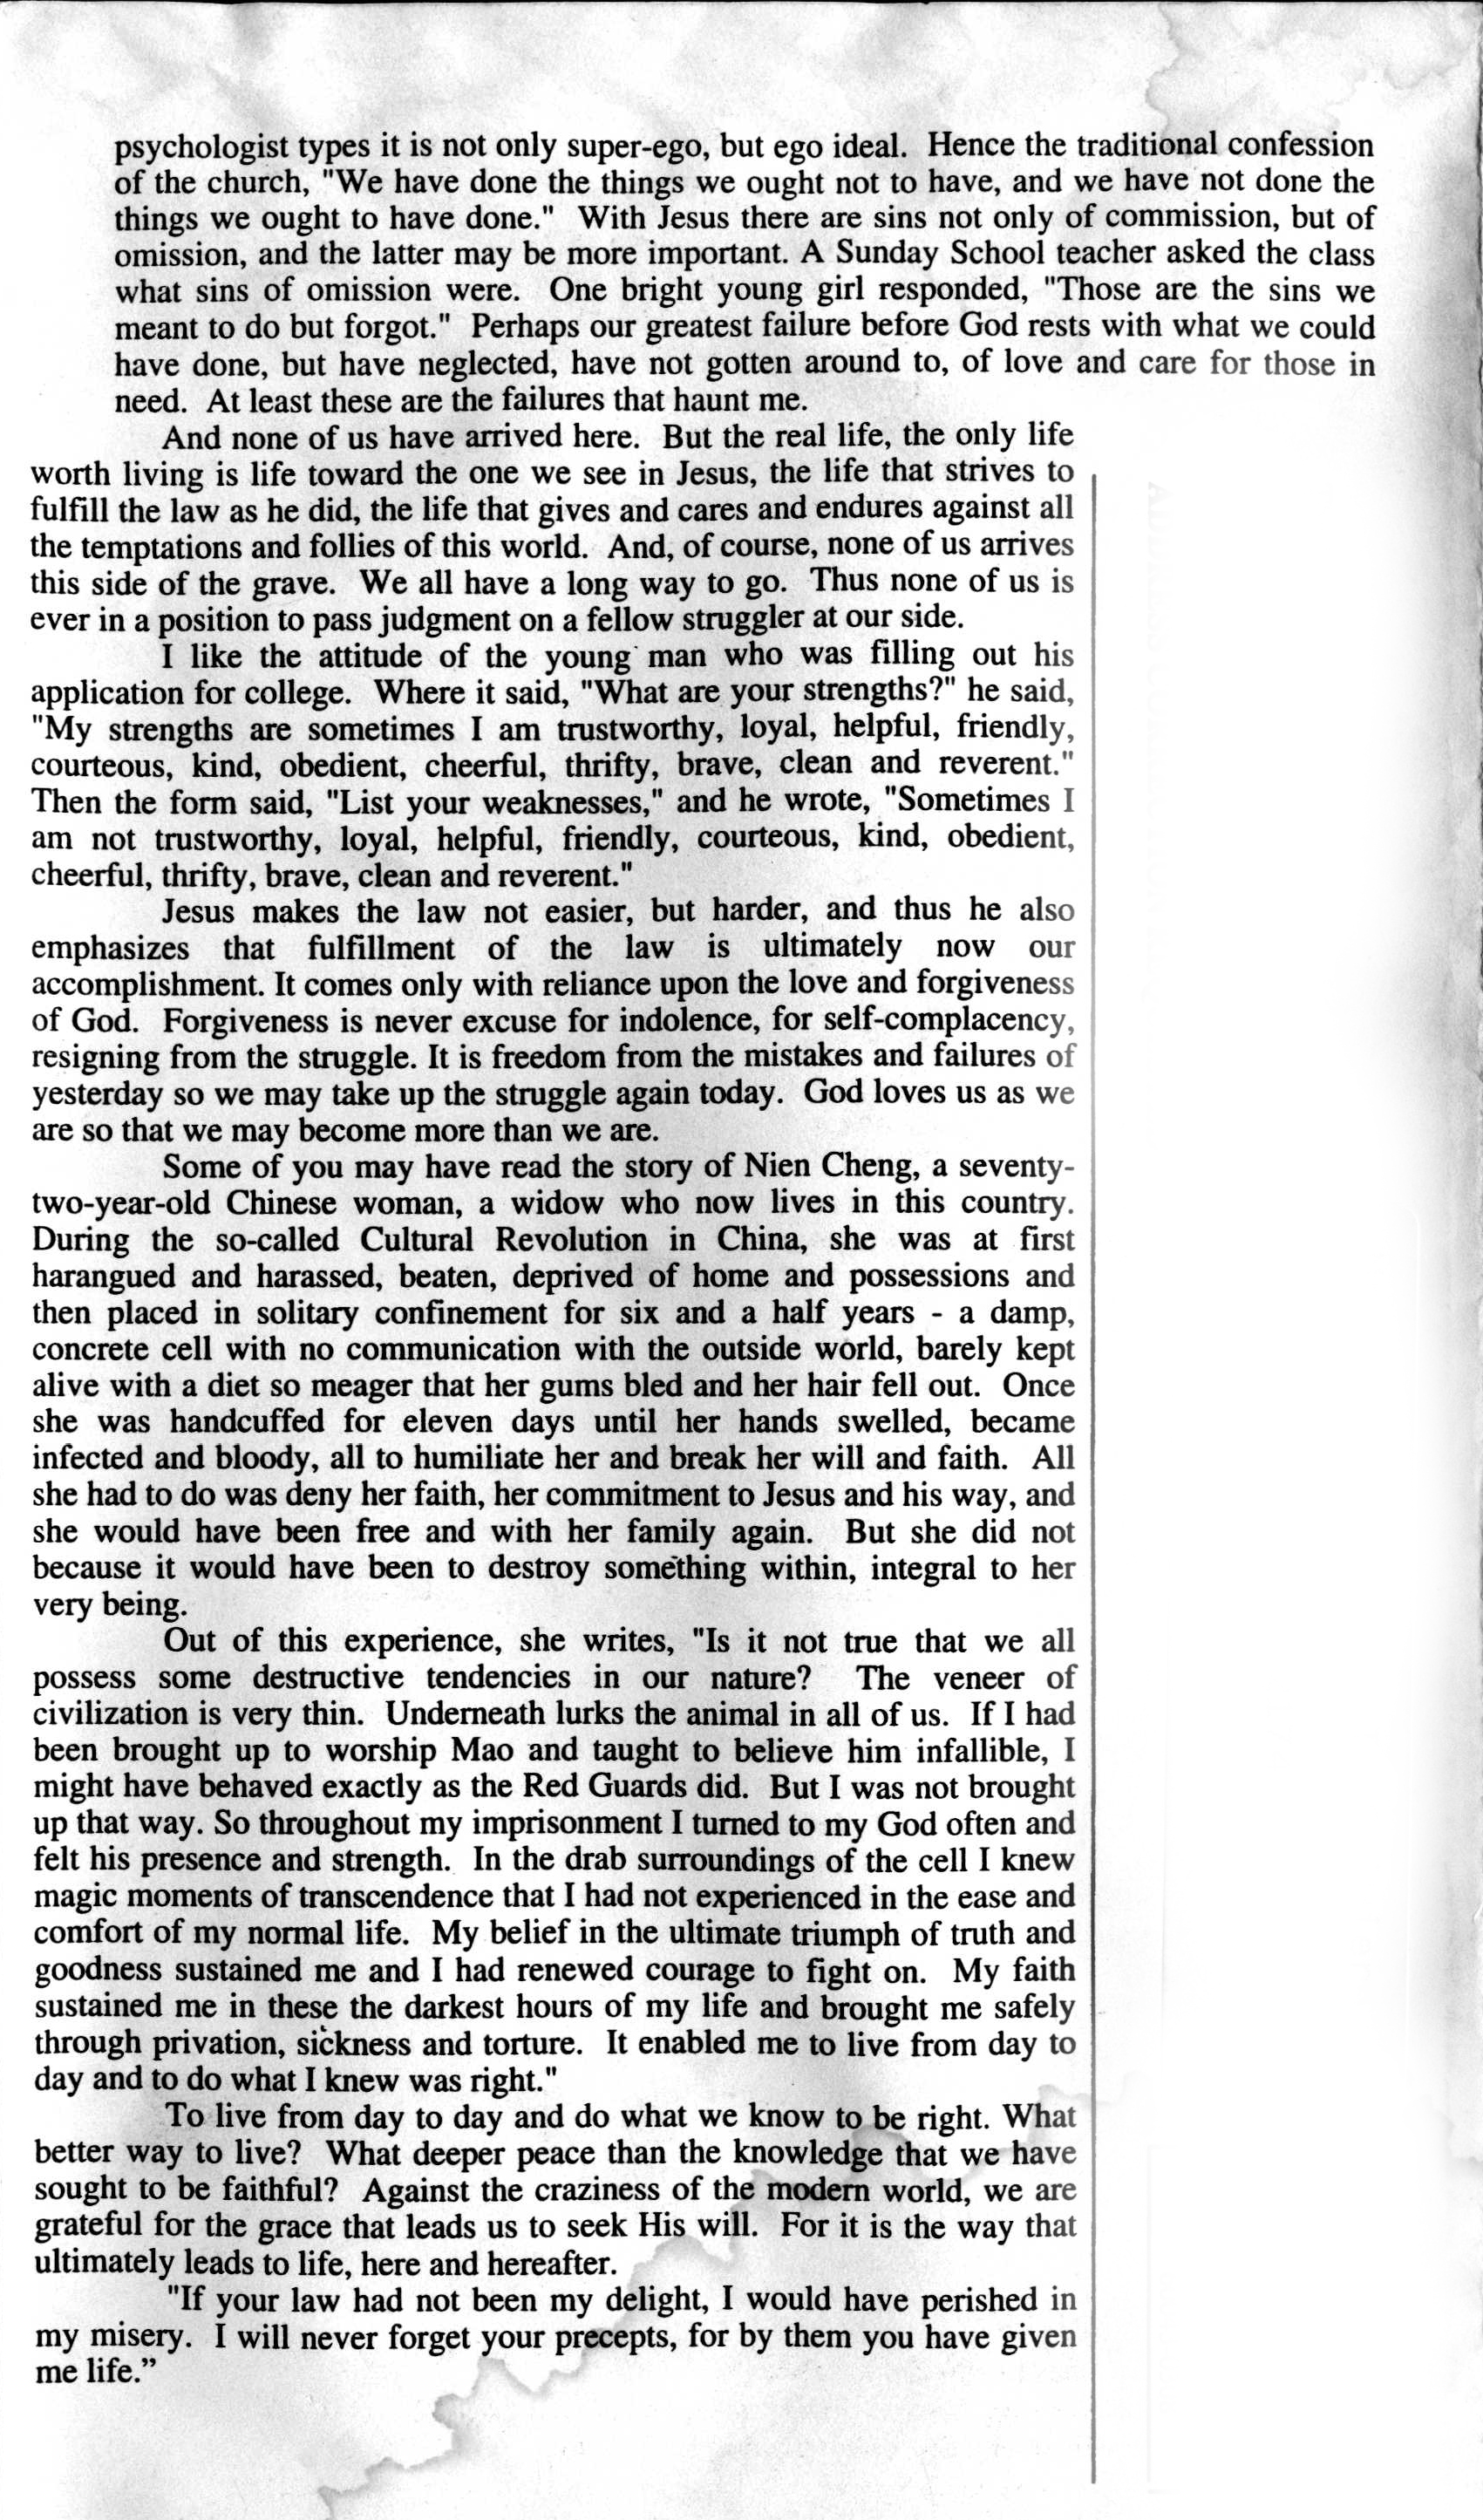 psychologist types it is not only super-ego, but ego ideal.  Hence the traditional confession
of the church, "We have done the things we ought not to have, and we have not done the
things we ought to have done."  With Jesus there are sins not only of commission, but of
omission, and the latter may be more important. A Sunday School teacher asked the class
what sins of omission were.  One bright young girl responded, "Those are the sins we
meant to do but forgot."  Perhaps our greatest failure before God rests with what we could
have done, but have neglected, have not gotten around to, of love and care for those in
need.  At least these are the failures that haunt me.
And none of us have arrived here.  But the real life, the only life
worth living is life toward the one we see in Jesus, the life that strives to
fulfill the law as he did, the life that gives and cares and endures against all
the temptations and follies of this world.  And, of course, none of us arrives
this side of the grave.  We all have a long way to go.  Thus none of us is
ever in a position to pass judgment on a fellow struggler at our side.
I like the attitude of the young man who was filling out his
application for college.  Where it said, "What are your strengths?" he said,
"My strengths are sometimes I am trustworthy, loyal, helpful, friendly,
courteous, kind, obedient, cheerful, thrifty, brave, clean and reverent."
Then the form said, "List your weaknesses," and he wrote, "Sometimes I
am not trustworthy, loyal, helpful, friendly, courteous, kind, obedient,
cheerful, thrifty, brave, clean and reverent."
Jesus makes the law not easier, but harder, and thus he also
emphasizes that fulfillment of the law is ultimately now our
accomplishment. It comes only with reliance upon the love and forgiveness
of God.  Forgiveness is never excuse for indolence, for self-complacency,
resigning from the struggle. It is freedom from the mistakes and failures of
yesterday so we may take up the struggle again today.  God loves us as we
are so that we may become more than we are.
Some of you may have read the story of Nien Cheng, a seventy-
two-year-old Chinese woman, a widow who now lives in this country.
During the so-called Cultural Revolution in China, she was at first
harangued and harassed, beaten, deprived of home and possessions and
then placed in solitary confinement for six and a half years - a damp,
concrete cell with no communication with the outside world, barely kept
alive with a diet so meager that her gums bled and her hair fell out.  Once
she was handcuffed for eleven days until her hands swelled, became
infected and bloody, all to humiliate her and break her will and faith.  All
she had to do was deny her faith, her commitment to Jesus and his way, and
she would have been free and with her family again.  But she did not
because it would have been to destroy something within, integral to her
very being.
Out of this experience, she writes, "Is it not true that we all
possess some destructive tendencies in our nature?  The veneer of
civilization is very thin.  Underneath lurks the animal in all of us.  If I had
been brought up to worship Mao and taught to believe him infallible, I
might have behaved exactly as the Red Guards did.  But I was not brought
up that way. So throughout my imprisonment I turned to my God often and
felt his presence and strength.  In the drab surroundings of the cell I knew
magic moments of transcendence that I had not experienced in the ease and
comfort of my normal life.  My belief in the ultimate triumph of truth and
goodness sustained me and I had renewed courage to fight on.  My faith
sustained me in these the darkest hours of my life and brought me safely
through privation, sickness and torture.  It enabled me to live from day to
day and to do what I knew was right."
To live from day to day and do what we know to be right. What
better way to live?  What deeper peace than the knowledge that we have
sought to be faithful?  Against the craziness of the modern world, we are
grateful for the grace that leads us to seek His will.  For it is the way that
ultimately leads to life, here and hereafter.
"If your law had not been my delight, I would have perished in
my misery.  I will never forget your precepts, for by them you have given
me life.”